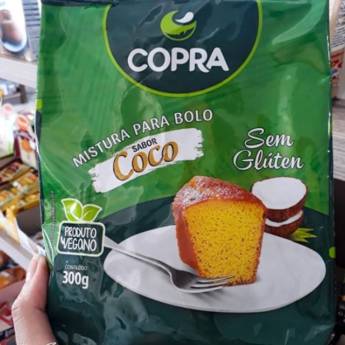 COPRA
MISTURA PARA BOLO
SABOR
Coco
Sem
Glúten
PRODUTO
VEGANO
CONTEÚDO
300g